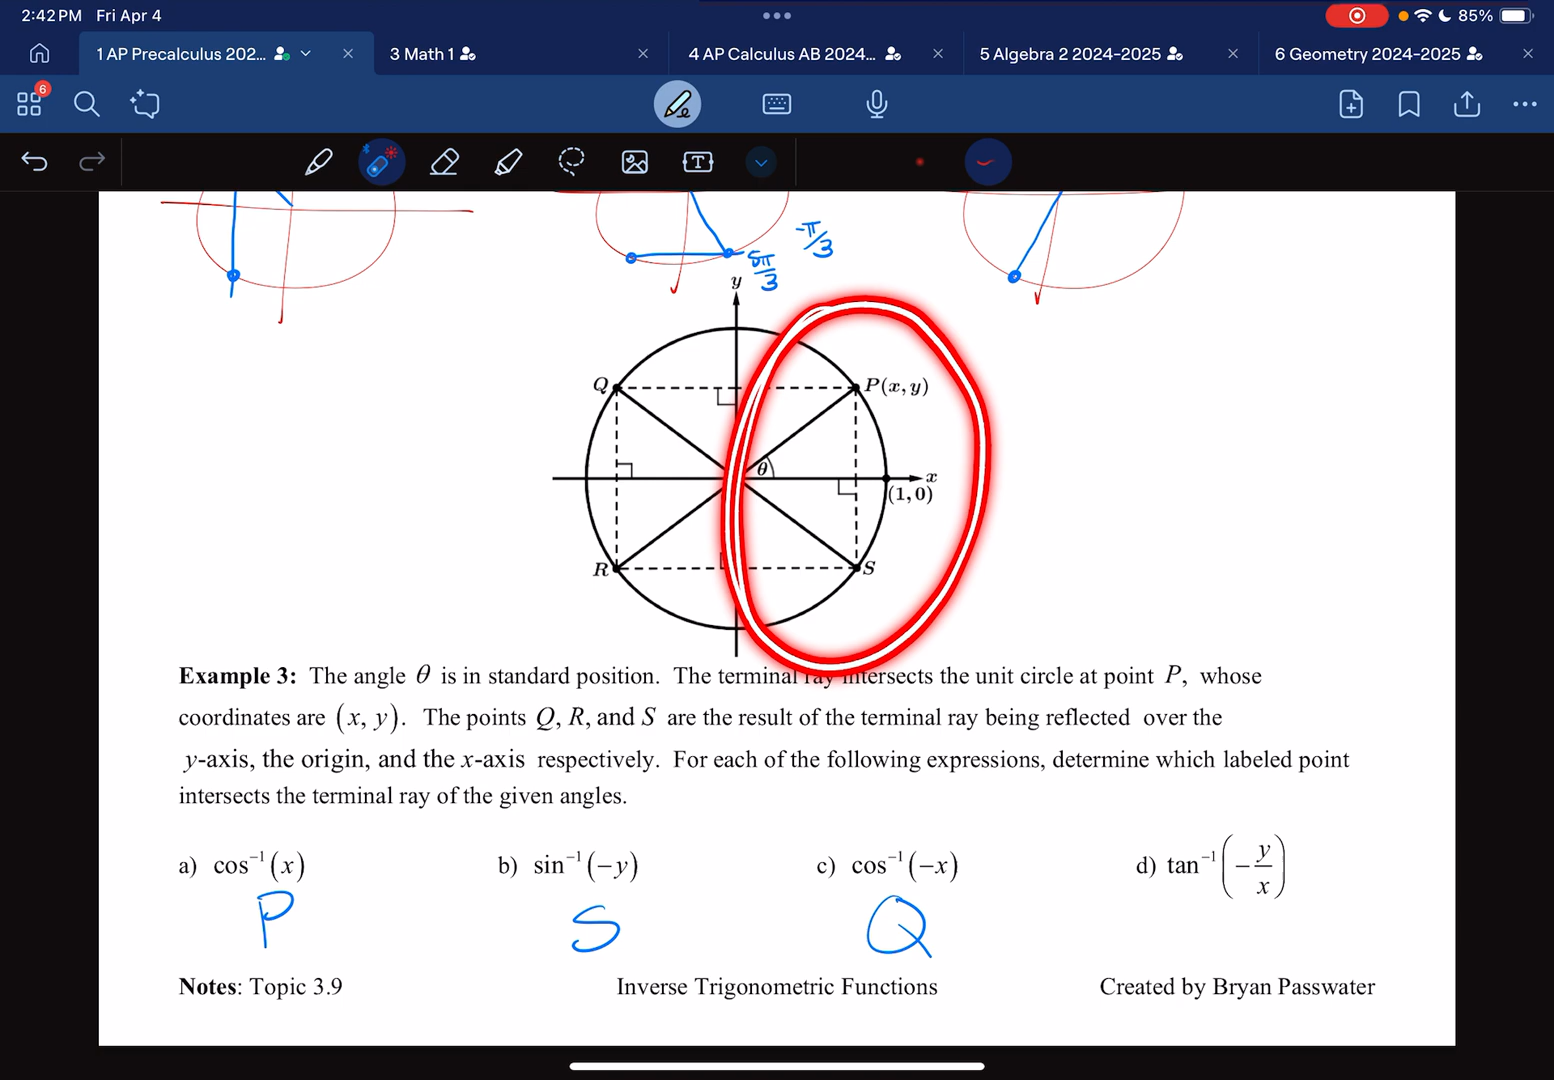 2:42 PM Fri Apr 4
85%
1 AP Precalculus 202...
3 Math 1
4 AP Calculus AB 2024...
5 Algebra 2 2024-2025
6 Geometry 2024-2025
6
T
-π/3
5π/3
y
Q
P(x, y)
θ
x
(1, 0)
R
S
Example 3: The angle θ is in standard position. The terminal ray intersects the unit circle at point P, whose
coordinates are (x, y). The points Q, R, and S are the result of the terminal ray being reflected over the
y-axis, the origin, and the x-axis respectively. For each of the following expressions, determine which labeled point
intersects the terminal ray of the given angles.
a) cos⁻¹(x) b) sin⁻¹(−y) c) cos⁻¹(−x) d) tan⁻¹(−y/x)
P S Q
Notes: Topic 3.9 Inverse Trigonometric Functions Created by Bryan Passwater